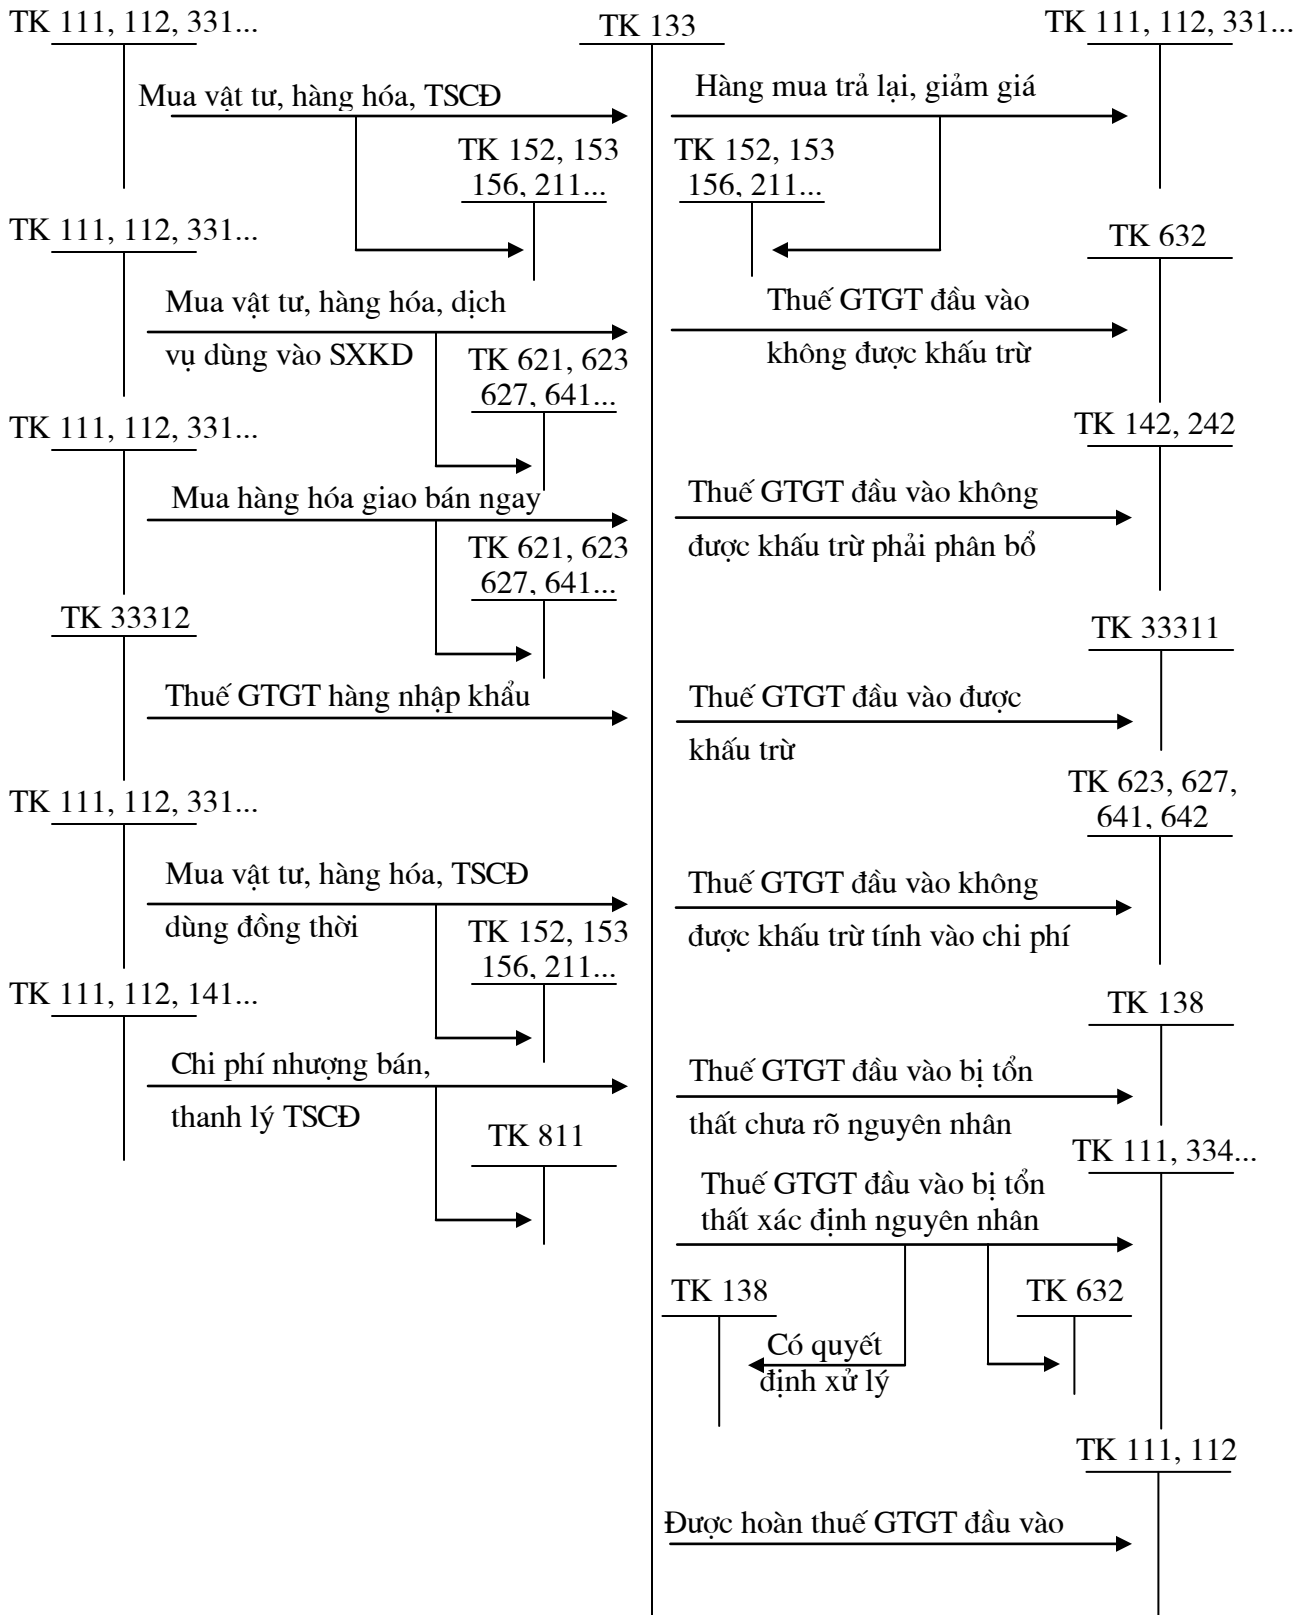 TK 111, 112, 331...
TK 133
TK 111, 112, 331...
Mua vật tư, hàng hóa, TSCĐ
Hàng mua trả lại, giảm giá
TK 152, 153
156, 211...
TK 152, 153
156, 211...
TK 111, 112, 331...
TK 632
Mua vật tư, hàng hóa, dịch
vụ dùng vào SXKD
Thuế GTGT đầu vào
không được khấu trừ
TK 621, 623
627, 641...
TK 111, 112, 331...
TK 142, 242
Mua hàng hóa giao bán ngay
Thuế GTGT đầu vào không
được khấu trừ phải phân bổ
TK 621, 623
627, 641...
TK 33312
TK 33311
Thuế GTGT hàng nhập khẩu
Thuế GTGT đầu vào được
khấu trừ
TK 111, 112, 331...
TK 623, 627,
641, 642
Mua vật tư, hàng hóa, TSCĐ
dùng đồng thời
Thuế GTGT đầu vào không
được khấu trừ tính vào chi phí
TK 152, 153
156, 211...
TK 111, 112, 141...
TK 138
Chi phí nhượng bán,
thanh lý TSCĐ
Thuế GTGT đầu vào bị tổn
thất chưa rõ nguyên nhân
TK 811
TK 111, 334...
Thuế GTGT đầu vào bị tổn
thất xác định nguyên nhân
TK 138
TK 632
Có quyết
định xử lý
TK 111, 112
Được hoàn thuế GTGT đầu vào